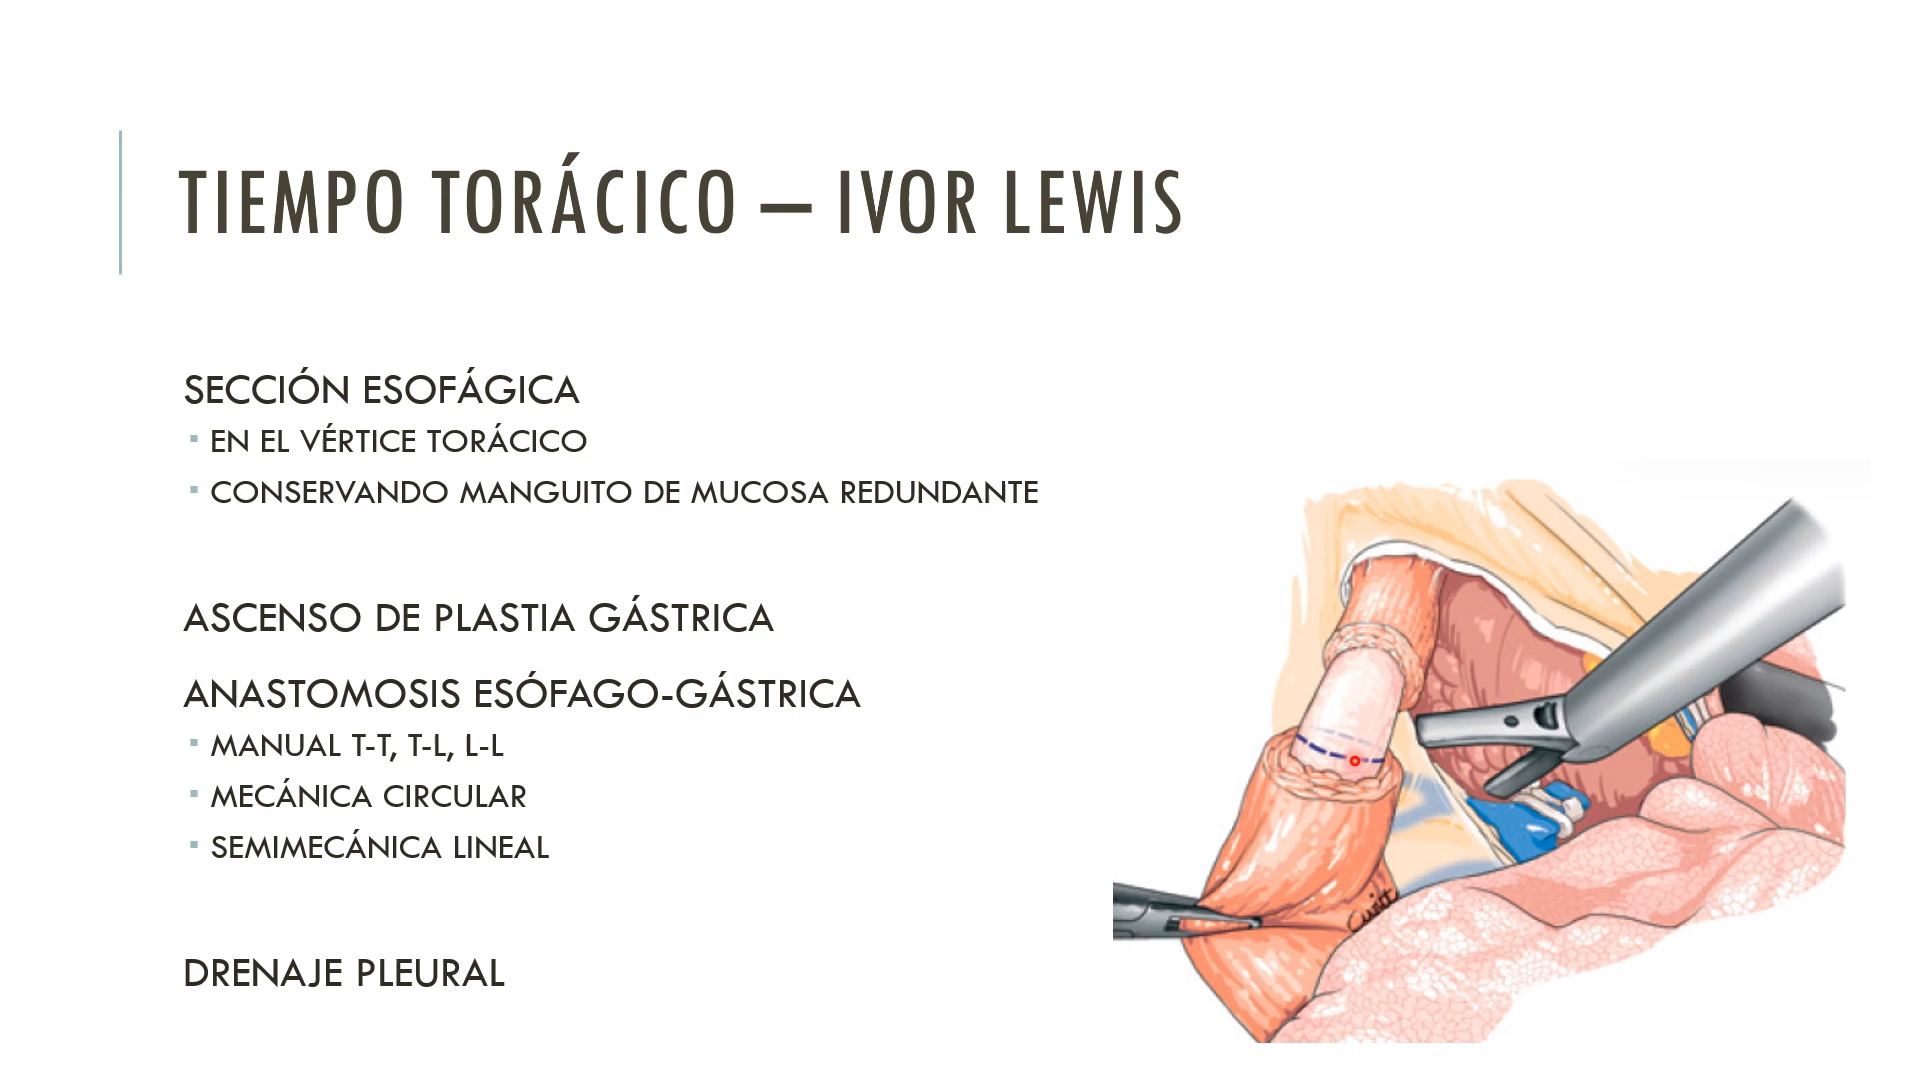 TIEMPO TORÁCICO – IVOR LEWIS
SECCIÓN ESOFÁGICA
▪ EN EL VÉRTICE TORÁCICO
▪ CONSERVANDO MANGUITO DE MUCOSA REDUNDANTE
ASCENSO DE PLASTIA GÁSTRICA
ANASTOMOSIS ESÓFAGO-GÁSTRICA
▪ MANUAL T-T, T-L, L-L
▪ MECÁNICA CIRCULAR
▪ SEMIMECÁNICA LINEAL
DRENAJE PLEURAL